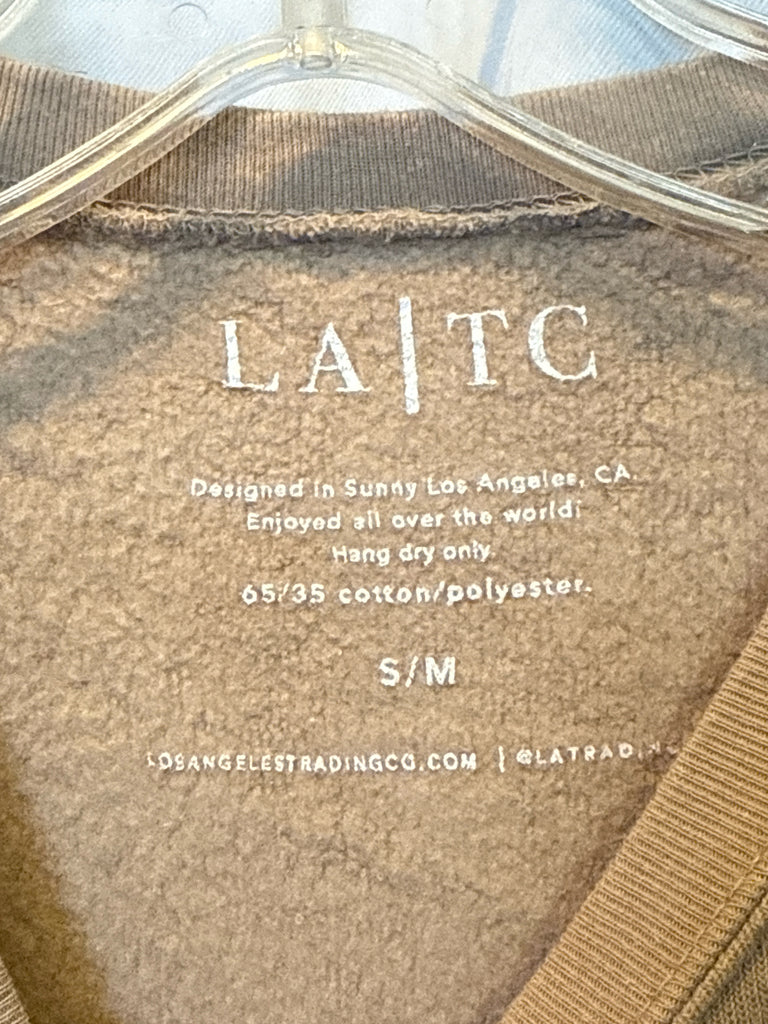 LA|TC
Designed in Sunny Los Angeles, CA.
Enjoyed all over the world!
Hang dry only.
65/35 cotton/polyester.
S/M
LOSANGELESTRADINGCO.COM |